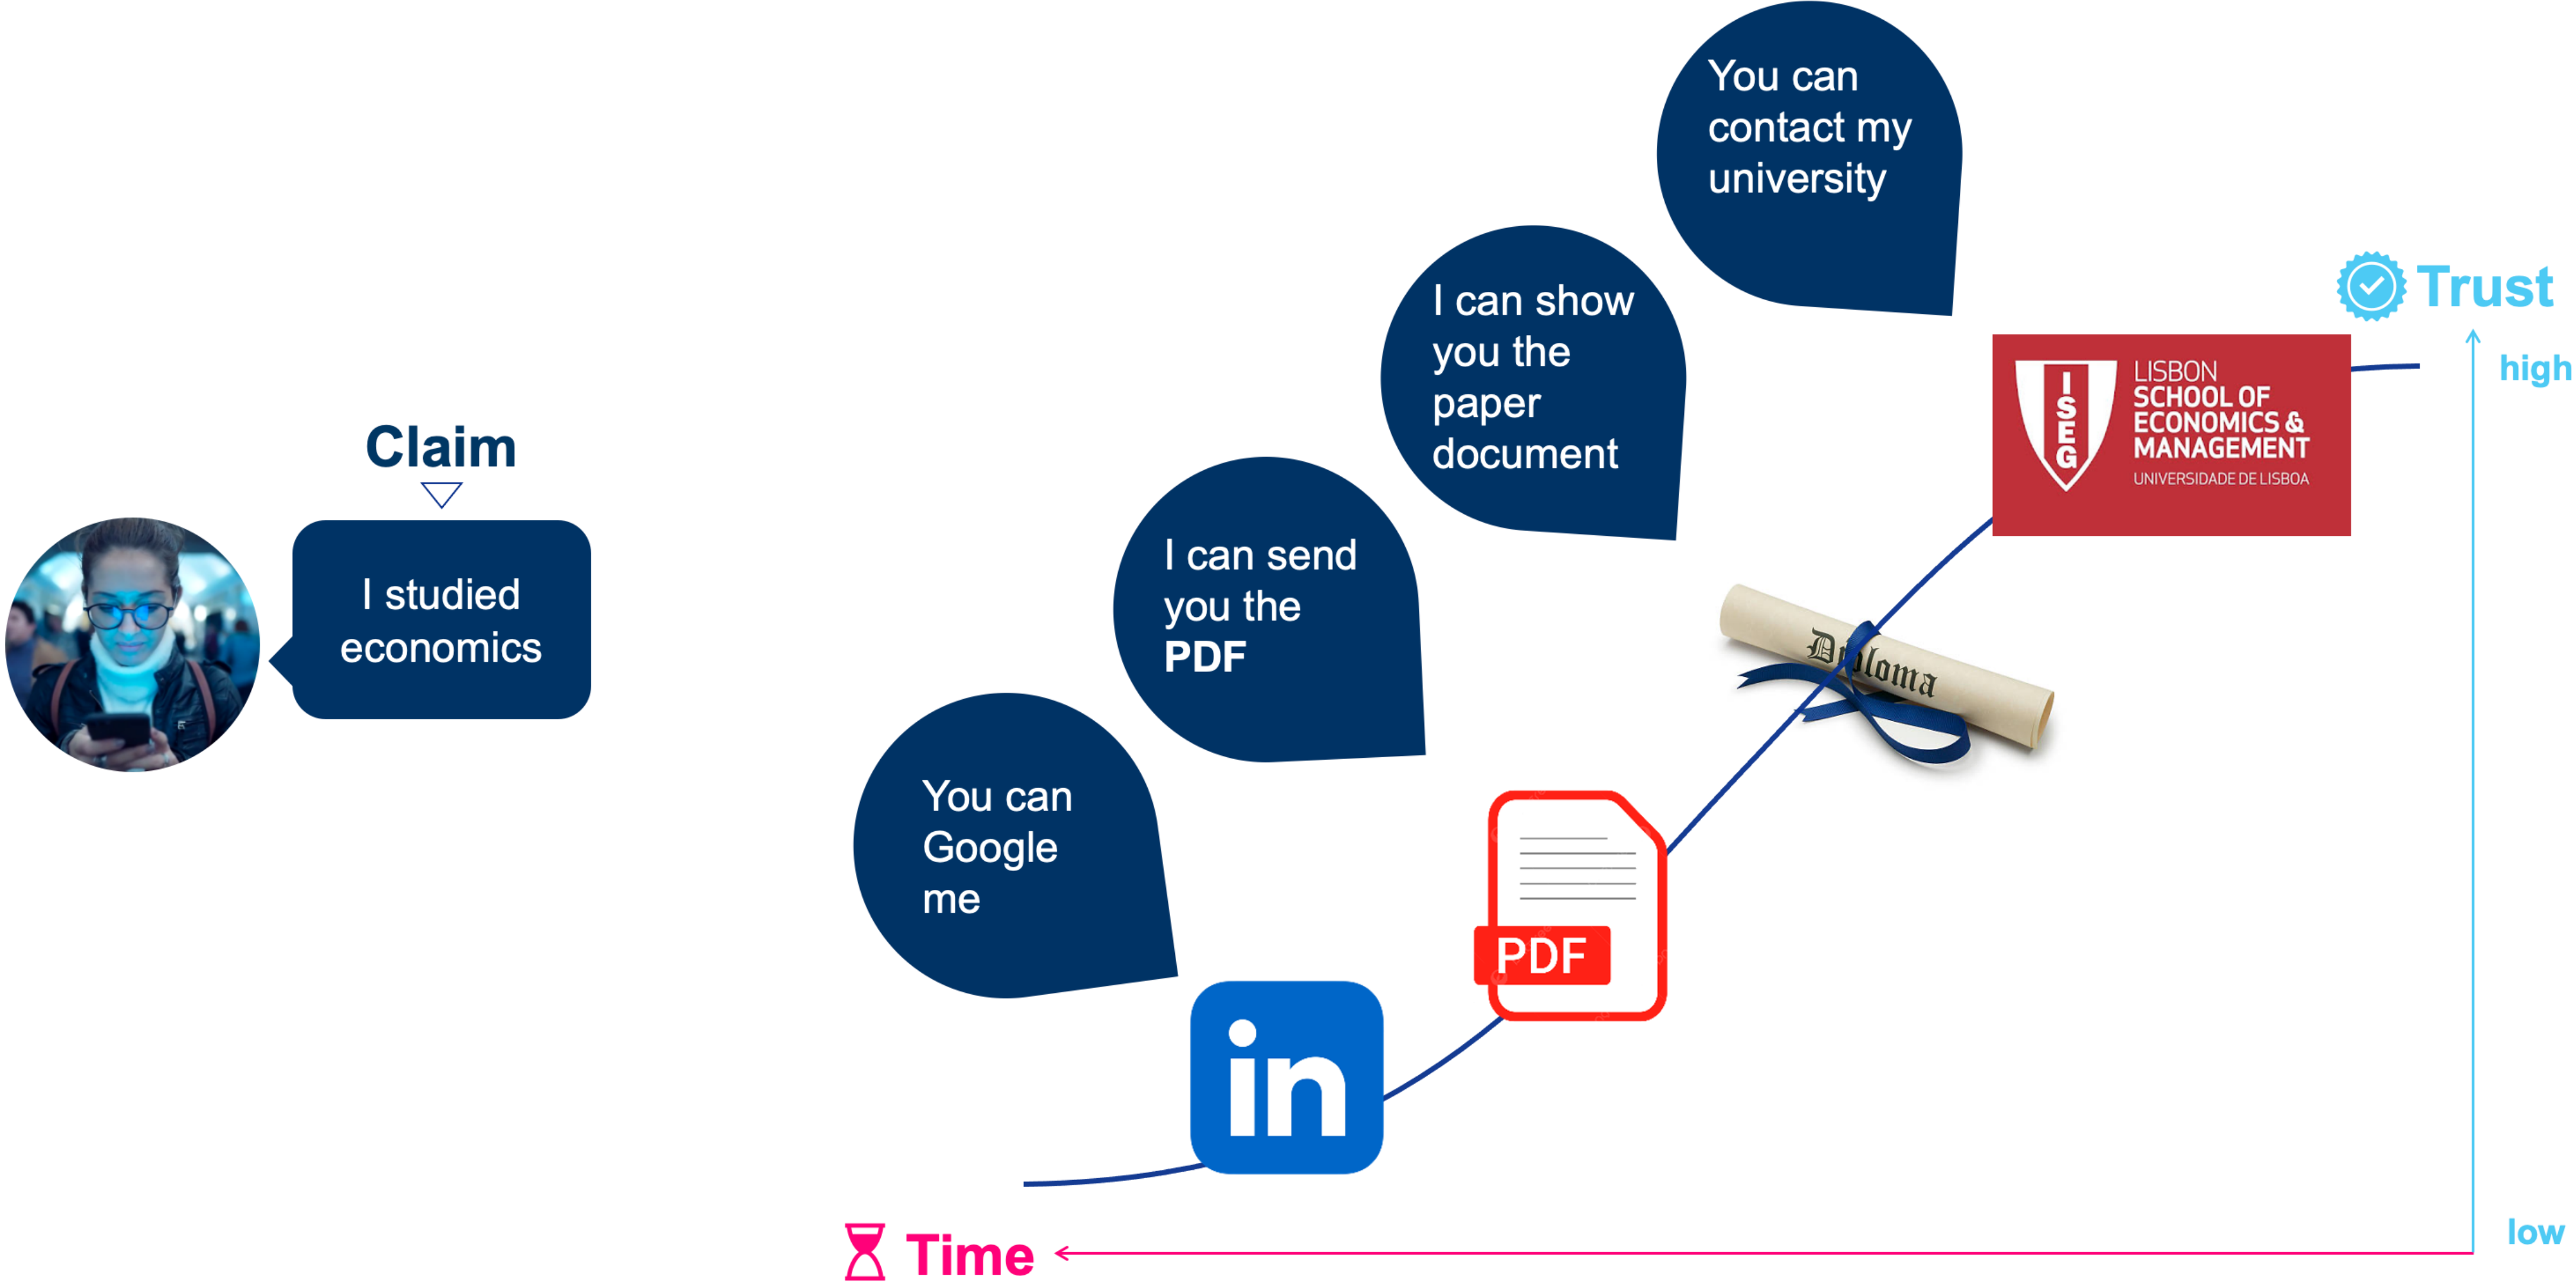 Claim
I studied
economics
You can
Google
me
I can send
you the
PDF
I can show
you the
paper
document
You can
contact my
university
in
PDF
Diploma
ISEG
LISBON
SCHOOL OF
ECONOMICS &
MANAGEMENT
UNIVERSIDADE DE LISBOA
Trust
high
low
Time